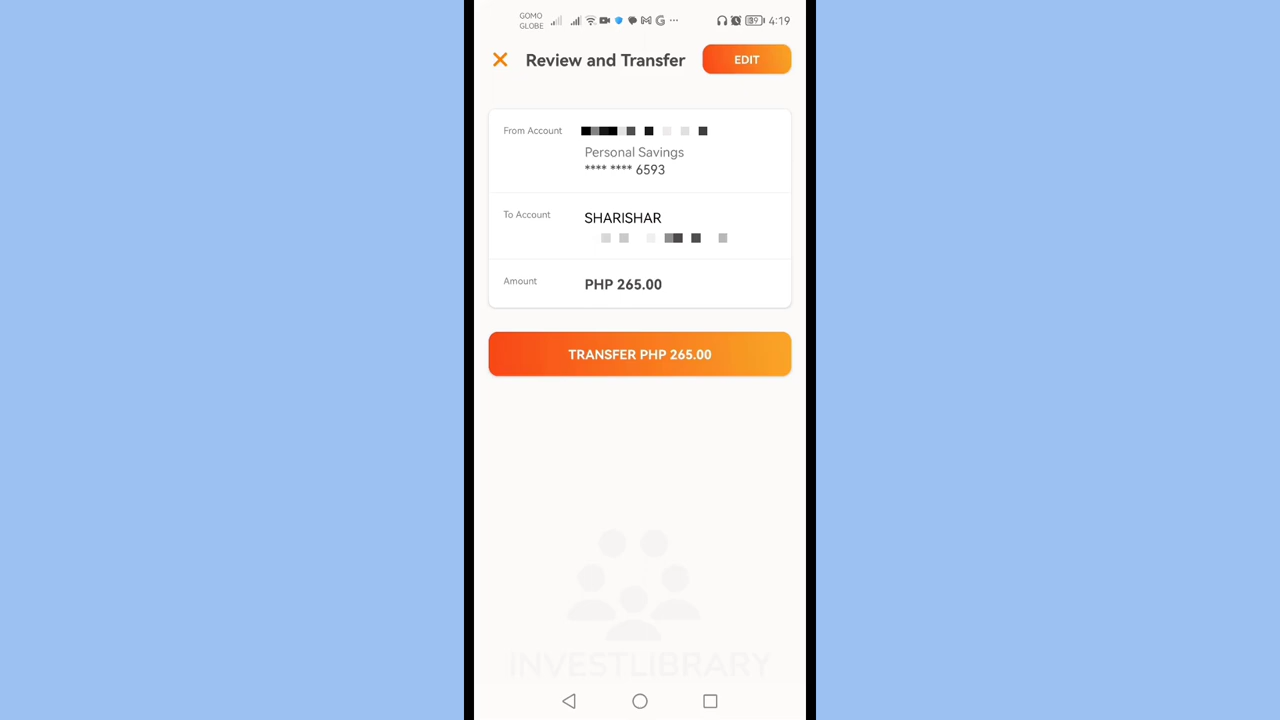 GOMO
GLOBE
39
4:19
Review and Transfer
EDIT
From Account
Personal Savings
**** **** 6593
To Account
SHARISHAR
Amount
PHP 265.00
TRANSFER PHP 265.00
INVESTLIBRARY